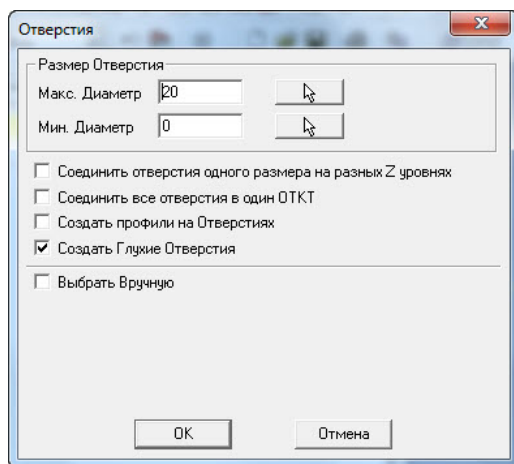 Отверстия
Размер Отверстия
Макс. Диаметр 20
Мин. Диаметр 0
Соединить отверстия одного размера на разных Z уровнях
Соединить все отверстия в один ОТКТ
Создать профили на Отверстиях
Создать Глухие Отверстия
Выбрать Вручную
OK Отмена